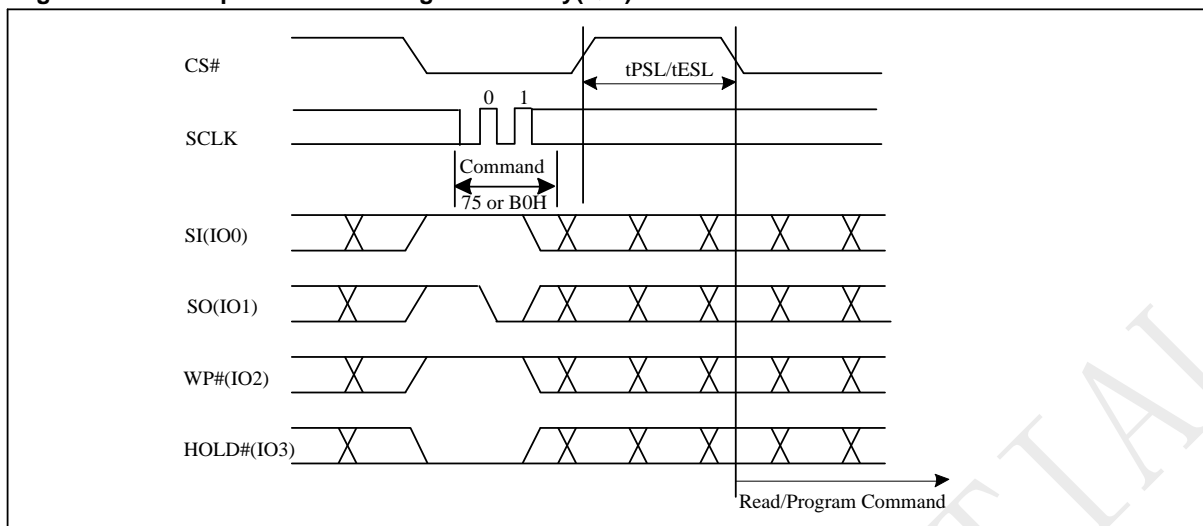 CS#
tPSL/tESL
0 1
SCLK
Command
75 or B0H
SI(IO0)
SO(IO1)
WP#(IO2)
HOLD#(IO3)
Read/Program Command